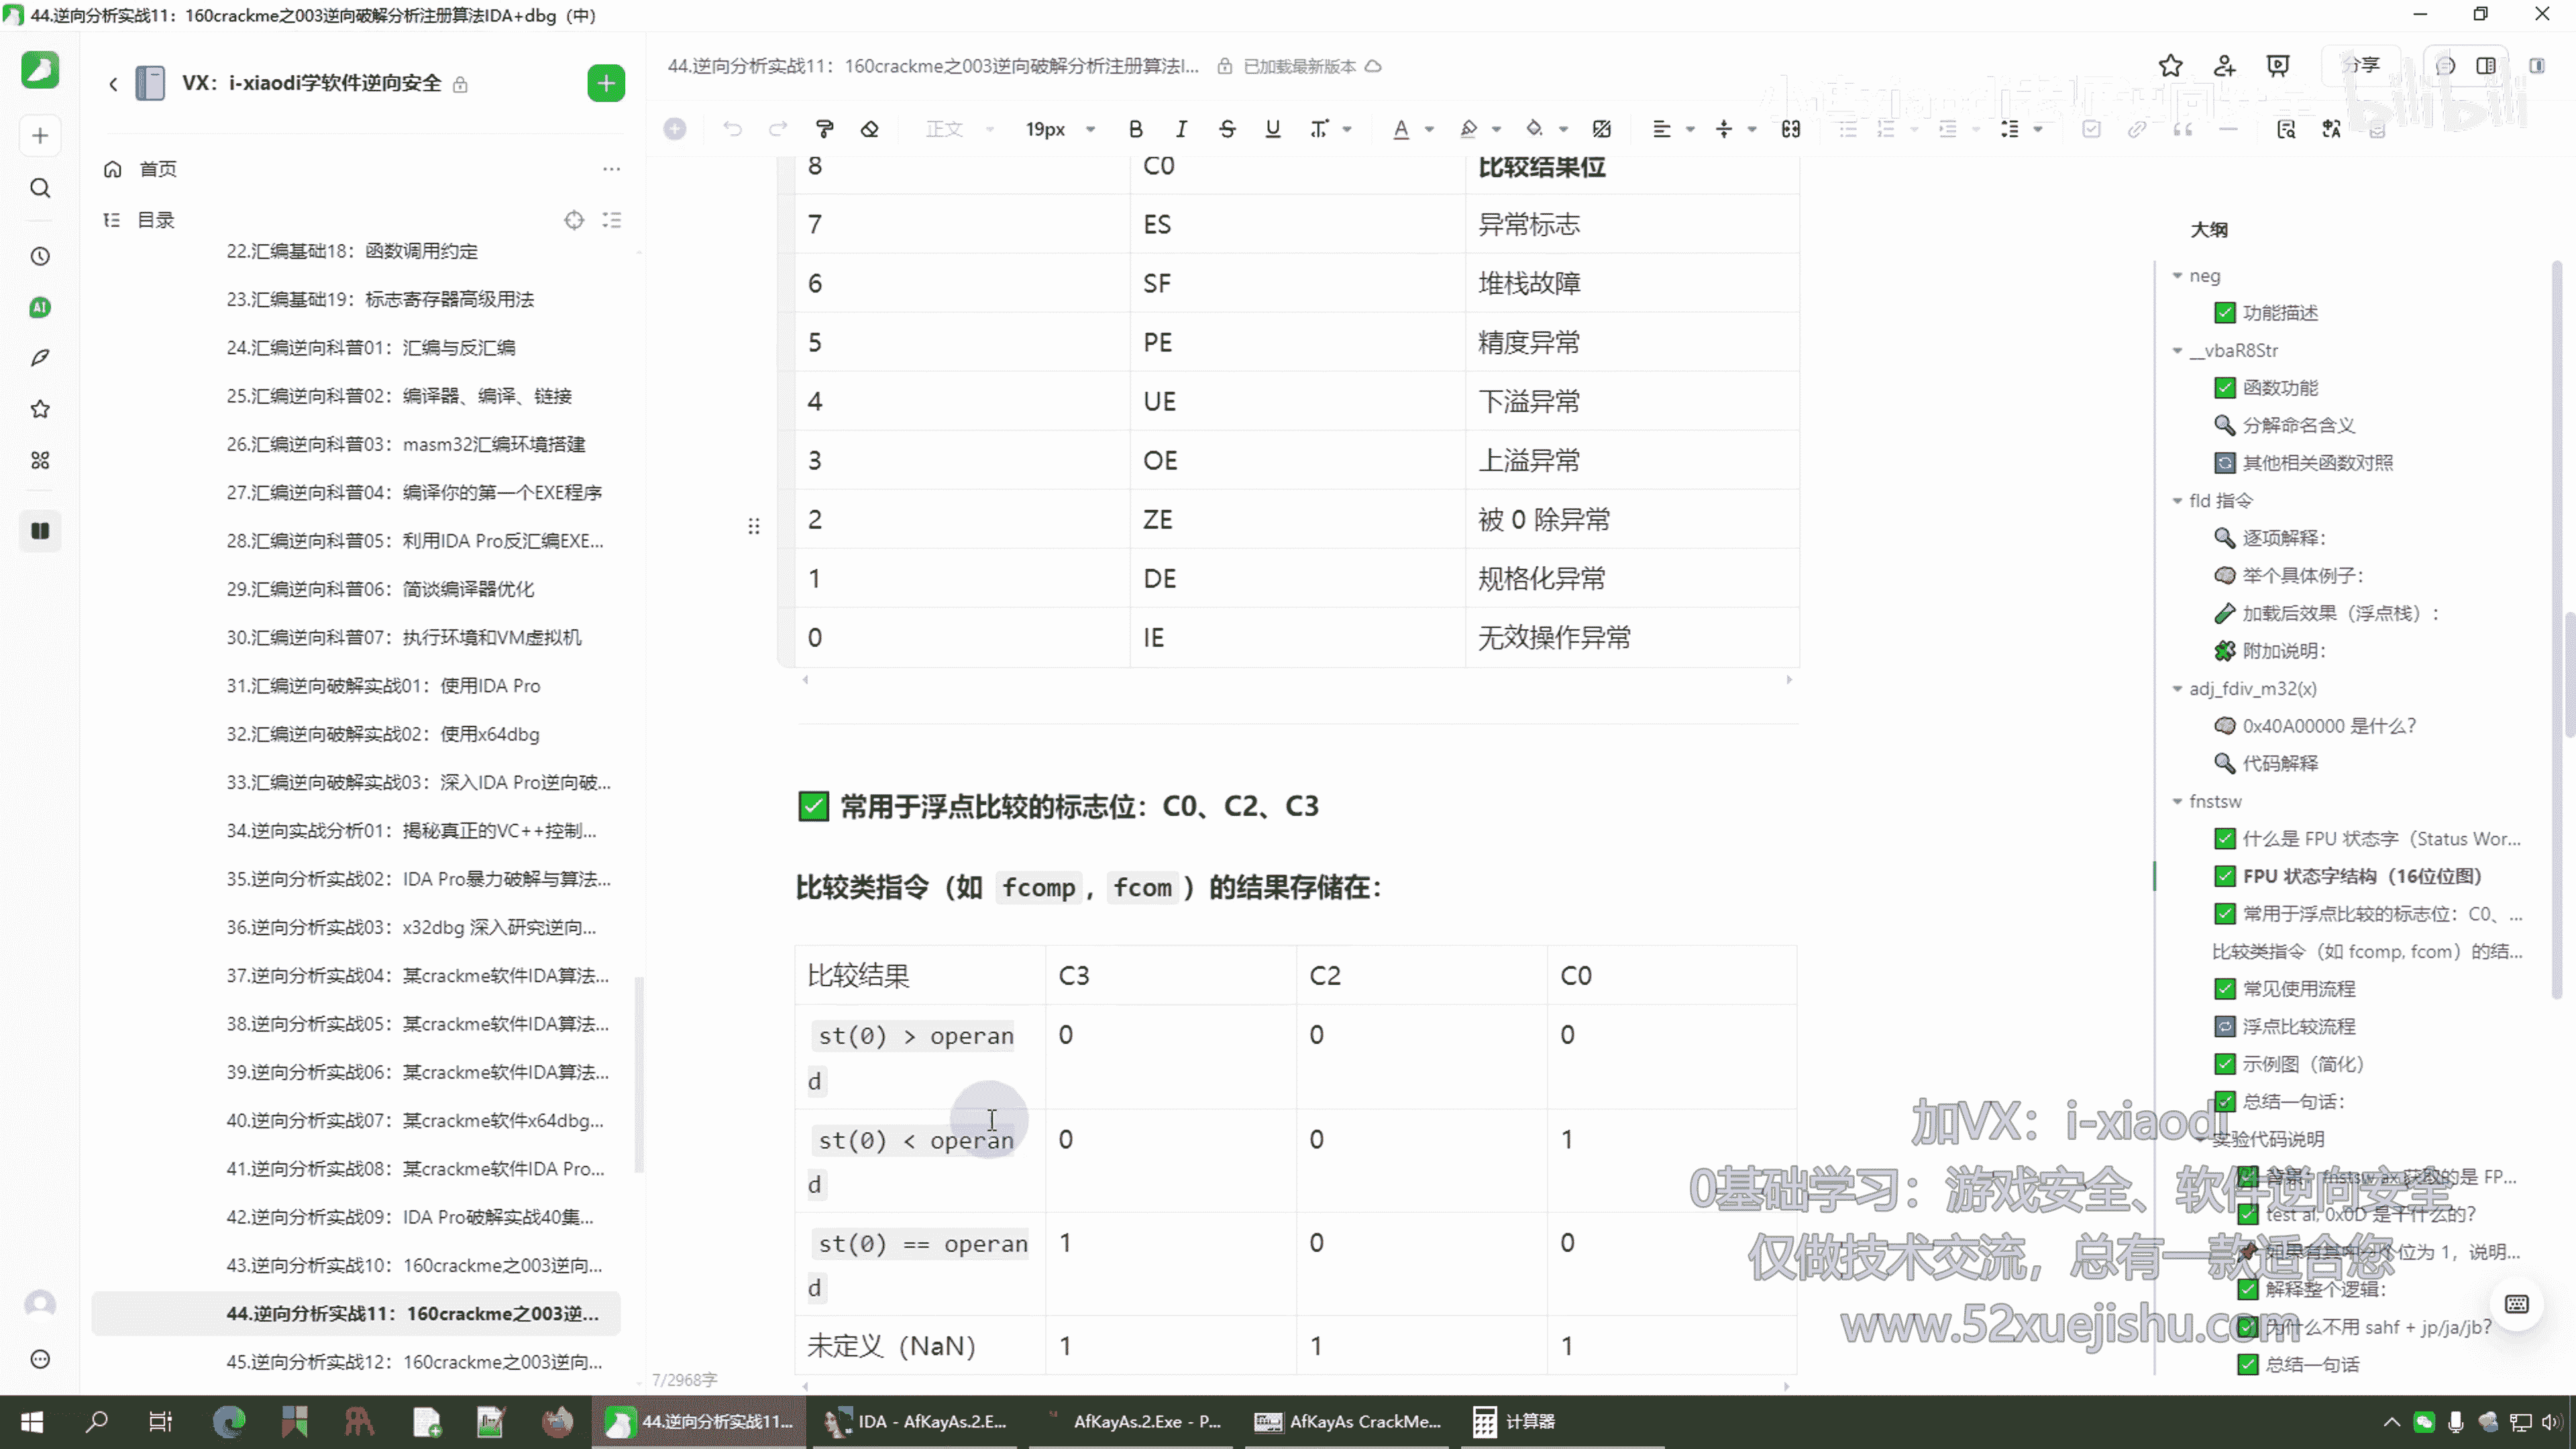 44.逆向分析实战11：160crackme之003逆向破解分析注册算法IDA+dbg（中）
VX：i-xiaodi学软件逆向安全
首页
目录
22.汇编基础18：函数调用约定
23.汇编基础19：标志寄存器高级用法
24.汇编逆向科普01：汇编与反汇编
25.汇编逆向科普02：编译器、编译、链接
26.汇编逆向科普03：masm32汇编环境搭建
27.汇编逆向科普04：编译你的第一个EXE程序
28.汇编逆向科普05：利用IDA Pro反汇编EXE...
29.汇编逆向科普06：简谈编译器优化
30.汇编逆向科普07：执行环境和VM虚拟机
31.汇编逆向破解实战01：使用IDA Pro
32.汇编逆向破解实战02：使用x64dbg
33.汇编逆向破解实战03：深入IDA Pro逆向破...
34.逆向实战分析01：揭秘真正的VC++控制...
35.逆向分析实战02：IDA Pro暴力破解与算法...
36.逆向分析实战03：x32dbg 深入研究逆向...
37.逆向分析实战04：某crackme软件IDA算法...
38.逆向分析实战05：某crackme软件IDA算法...
39.逆向分析实战06：某crackme软件IDA算法...
40.逆向分析实战07：某crackme软件x64dbg...
41.逆向分析实战08：某crackme软件IDA Pro...
42.逆向分析实战09：IDA Pro破解实战40集...
43.逆向分析实战10：160crackme之003逆向...
44.逆向分析实战11：160crackme之003逆...
45.逆向分析实战12：160crackme之003逆向...
44.逆向分析实战11：160crackme之003逆向破解分析注册算法I... 已加载最新版本
分享
bilibili
正文 19px
8 C0 比较结果位
7 ES 异常标志
6 SF 堆栈故障
5 PE 精度异常
4 UE 下溢异常
3 OE 上溢异常
2 ZE 被 0 除异常
1 DE 规格化异常
0 IE 无效操作异常
常用于浮点比较的标志位：C0、C2、C3
比较类指令（如 fcomp, fcom ）的结果存储在：
比较结果 C3 C2 C0
st(0) > operan
d 0 0 0
st(0) < operan
d 0 0 1
st(0) == operan
d 1 0 0
未定义（NaN） 1 1 1
7/2968字
大纲
neg
功能描述
__vbaR8Str
函数功能
分解命名含义
其他相关函数对照
fld 指令
逐项解释：
举个具体例子：
加载后效果（浮点栈）：
附加说明：
adj_fdiv_m32(x)
0x40A00000 是什么？
代码解释
fnstsw
什么是 FPU 状态字（Status Wor...
FPU 状态字结构（16位位图）
常用于浮点比较的标志位：C0、...
比较类指令（如 fcomp, fcom）的结...
常见使用流程
浮点比较流程
示例图（简化）
总结一句话：
实验代码说明
背景：fnstsw ax 获取的是 FP...
test al, 0x0D 是干什么的？
如果有其中一个位为 1，说明...
解释整个逻辑：
为什么不用 sahf + jp/ja/jb?
总结一句话
加VX：i-xiaodi
0基础学习：游戏安全、软件逆向安全
仅做技术交流，总有一款适合您
www.52xuejishu.com
44.逆向分析实战11... IDA - AfKayAs.2.E... AfKayAs.2.Exe - P... AfKayAs CrackMe... 计算器